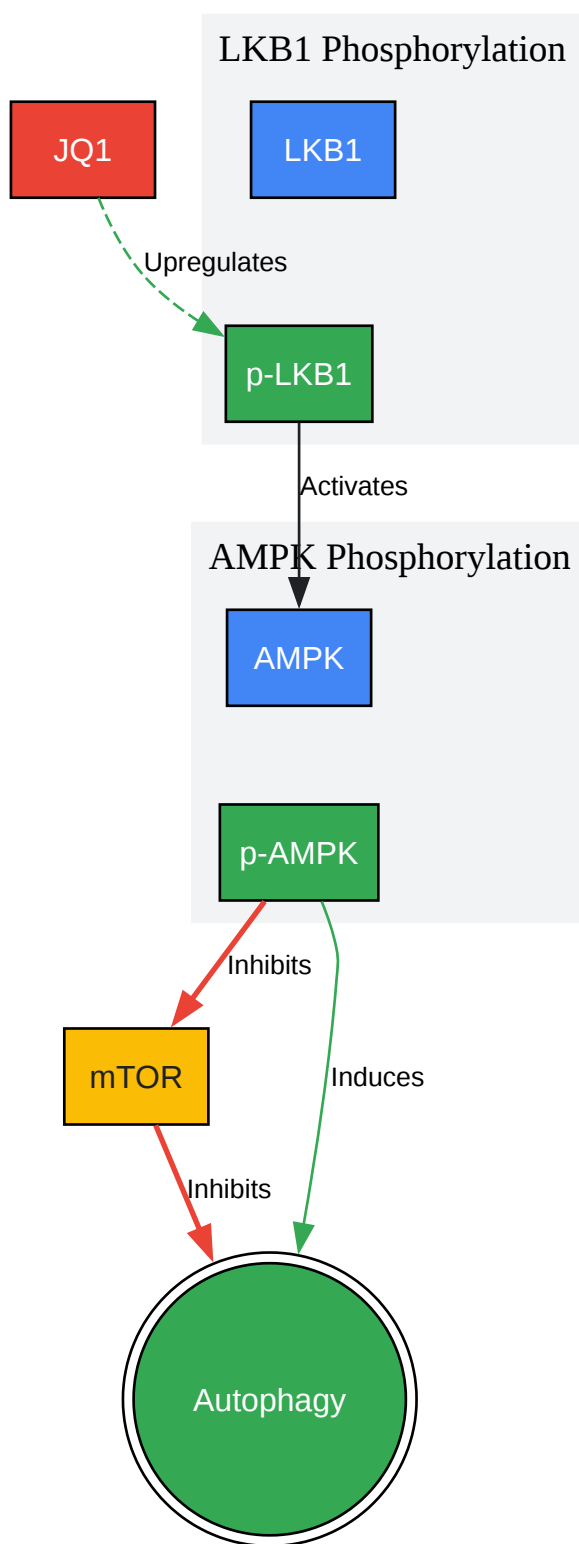 LKB1 Phosphorylation
JQ1
LKB1
Upregulates
p-LKB1
Activates
AMPK Phosphorylation
AMPK
p-AMPK
Inhibits
mTOR
Induces
Inhibits
Autophagy